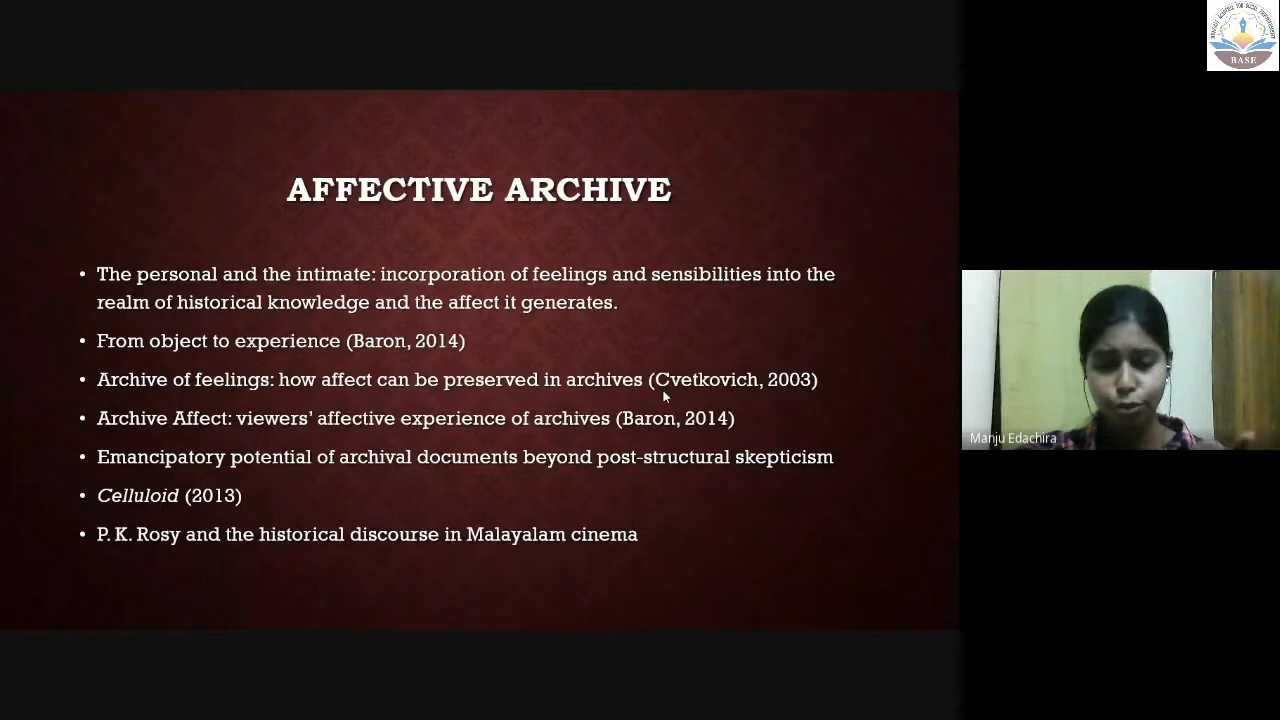 AFFECTIVE ARCHIVE
• The personal and the intimate: incorporation of feelings and sensibilities into the
realm of historical knowledge and the affect it generates.
• From object to experience (Baron, 2014)
• Archive of feelings: how affect can be preserved in archives (Cvetkovich, 2003)
• Archive Affect: viewers’ affective experience of archives (Baron, 2014)
• Emancipatory potential of archival documents beyond post-structural skepticism
• Celluloid (2013)
• P. K. Rosy and the historical discourse in Malayalam cinema
BASE
Manju Edachira